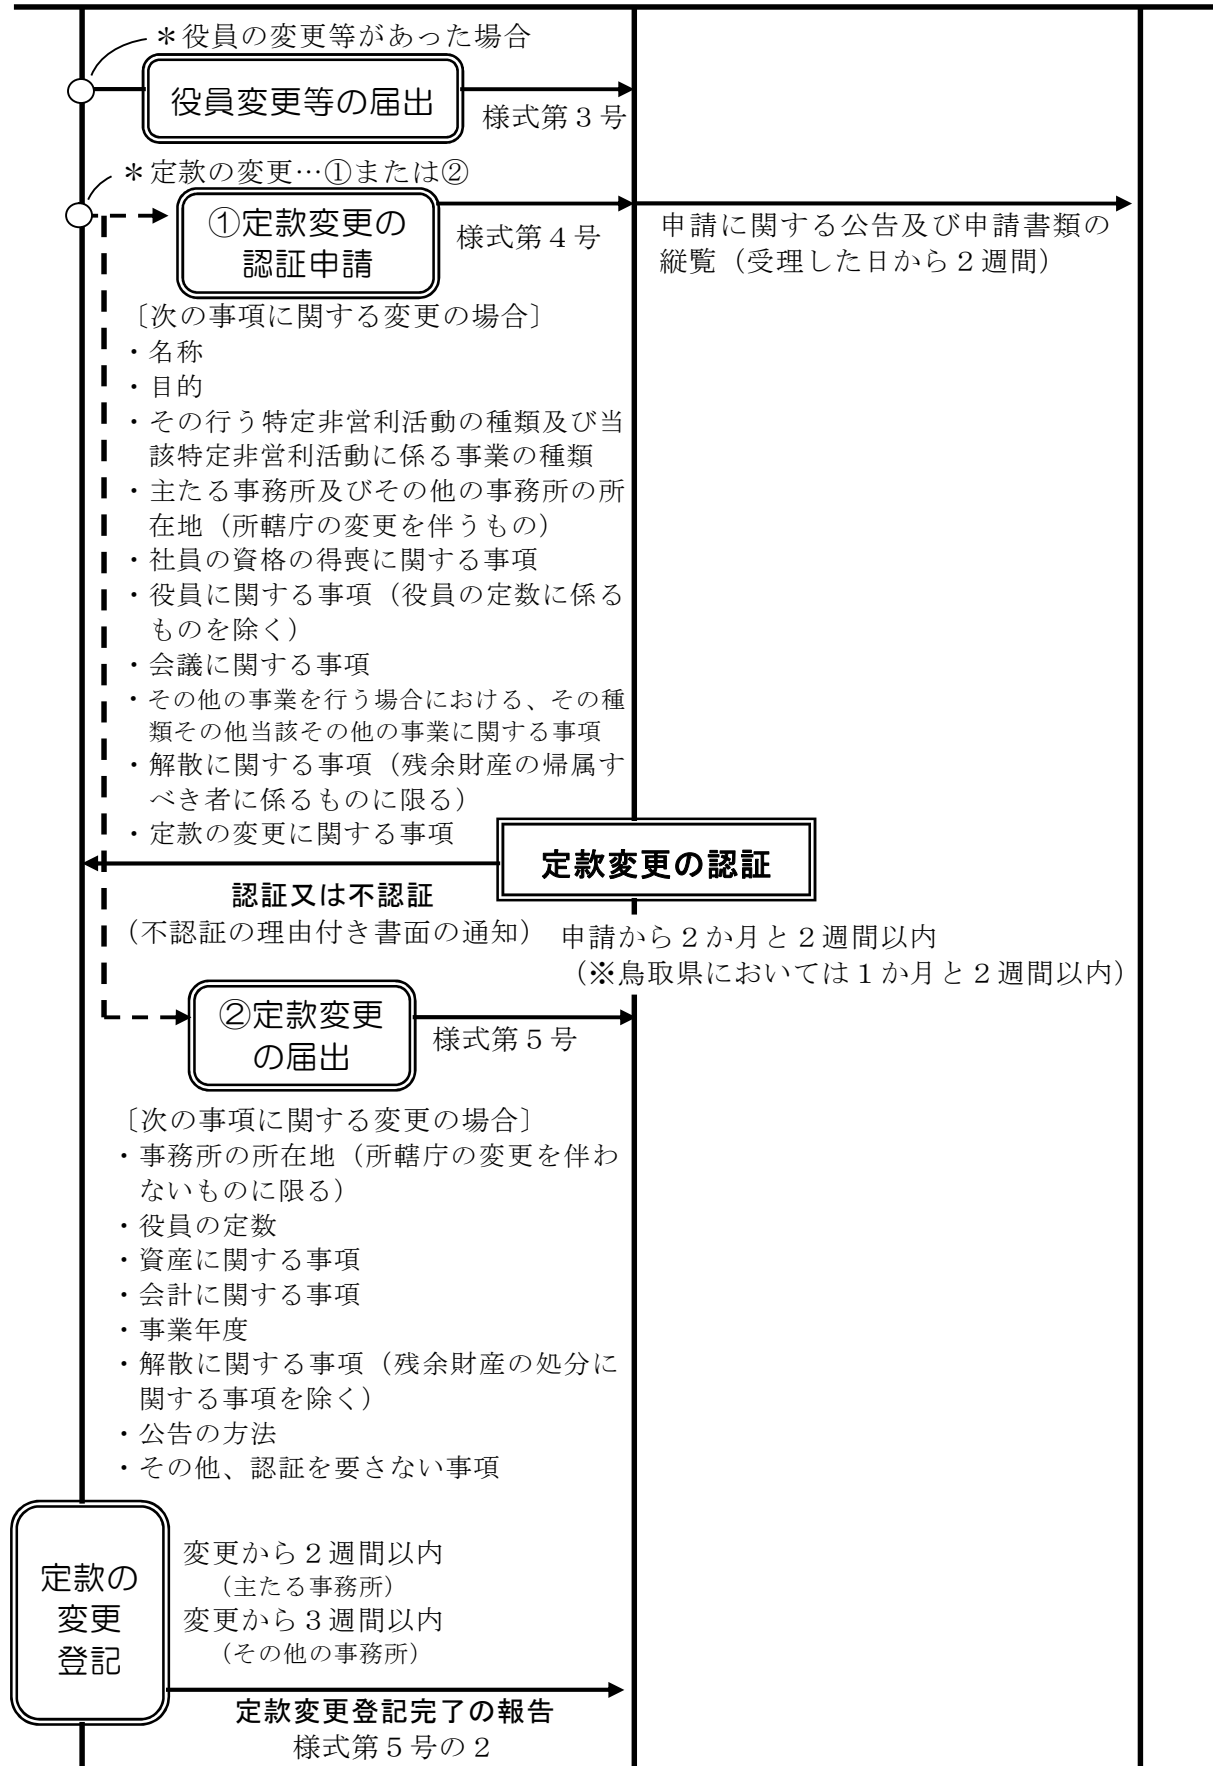 ＊役員の変更等があった場合
役員変更等の届出
様式第３号
＊定款の変更…①または②
①定款変更の
認証申請
様式第４号
申請に関する公告及び申請書類の
縦覧（受理した日から２週間）
〔次の事項に関する変更の場合〕
・名称
・目的
・その行う特定非営利活動の種類及び当
該特定非営利活動に係る事業の種類
・主たる事務所及びその他の事務所の所
在地（所轄庁の変更を伴うもの）
・社員の資格の得喪に関する事項
・役員に関する事項（役員の定数に係る
ものを除く）
・会議に関する事項
・その他の事業を行う場合における、その種
類その他当該その他の事業に関する事項
・解散に関する事項（残余財産の帰属す
べき者に係るものに限る）
・定款の変更に関する事項
定款変更の認証
認証又は不認証
（不認証の理由付き書面の通知）
申請から２か月と２週間以内
（※鳥取県においては１か月と２週間以内）
②定款変更
の届出
様式第５号
〔次の事項に関する変更の場合〕
・事務所の所在地（所轄庁の変更を伴わ
ないものに限る）
・役員の定数
・資産に関する事項
・会計に関する事項
・事業年度
・解散に関する事項（残余財産の処分に
関する事項を除く）
・公告の方法
・その他、認証を要さない事項
定款の
変更
登記
変更から２週間以内
（主たる事務所）
変更から３週間以内
（その他の事務所）
定款変更登記完了の報告
様式第５号の２